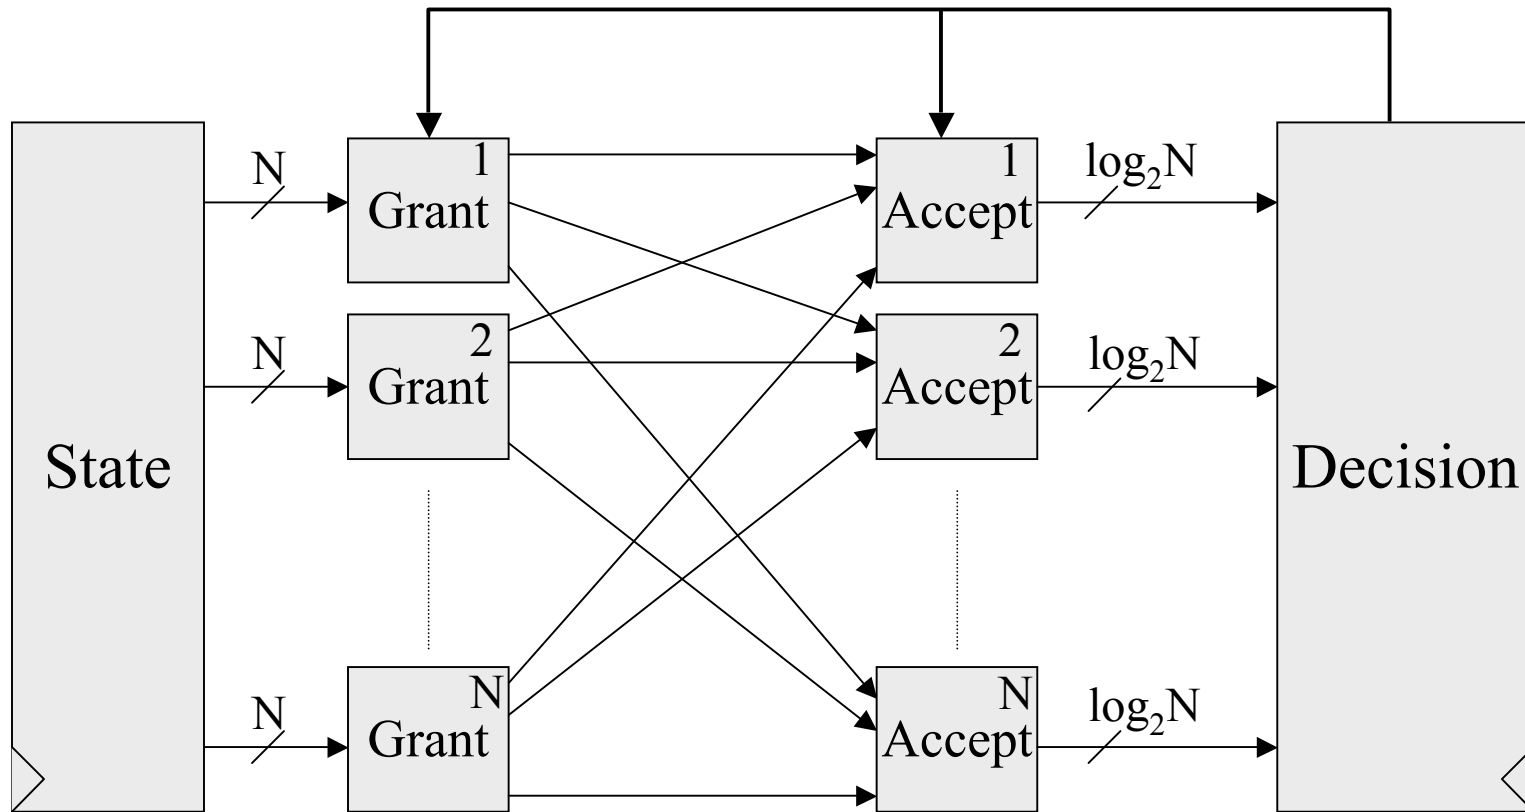 State
N
N
N
1
Grant
2
Grant
N
Grant
1
Accept
2
Accept
N
Accept
log₂N
log₂N
log₂N
Decision